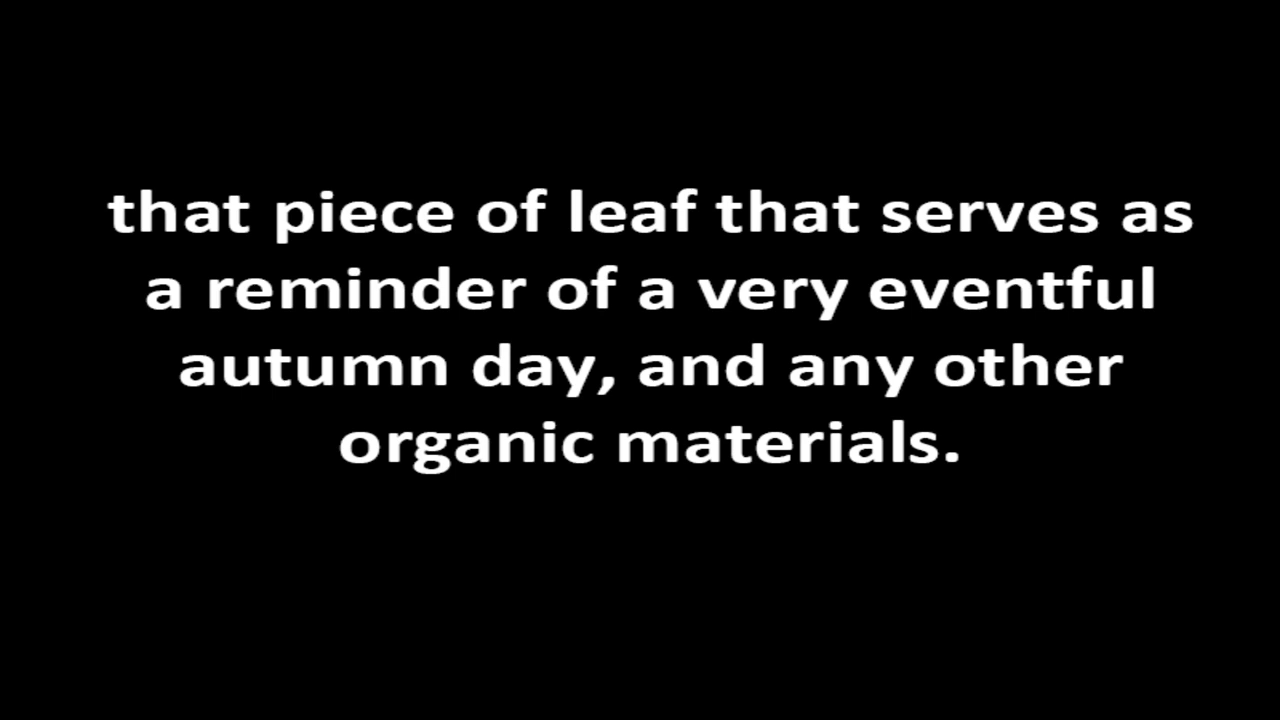 that piece of leaf that serves as
a reminder of a very eventful
autumn day, and any other
organic materials.